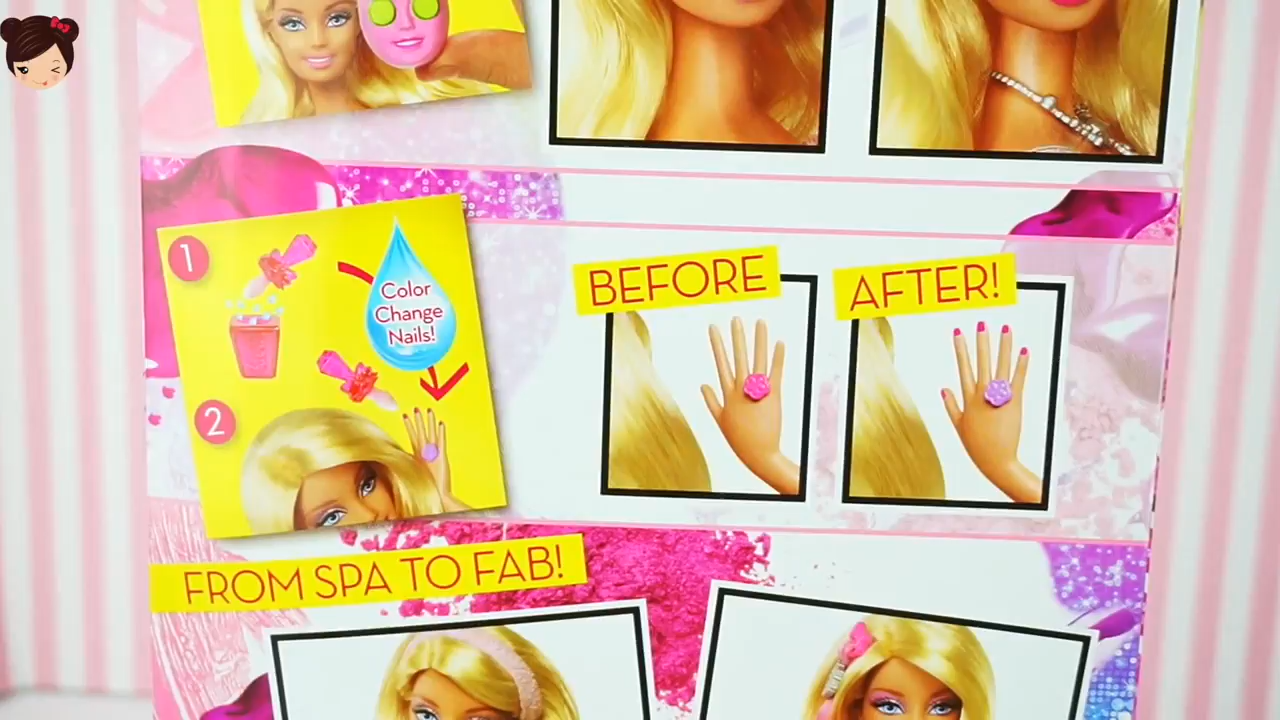 1
Color
Change
Nails!
2
BEFORE
AFTER!
FROM SPA TO FAB!